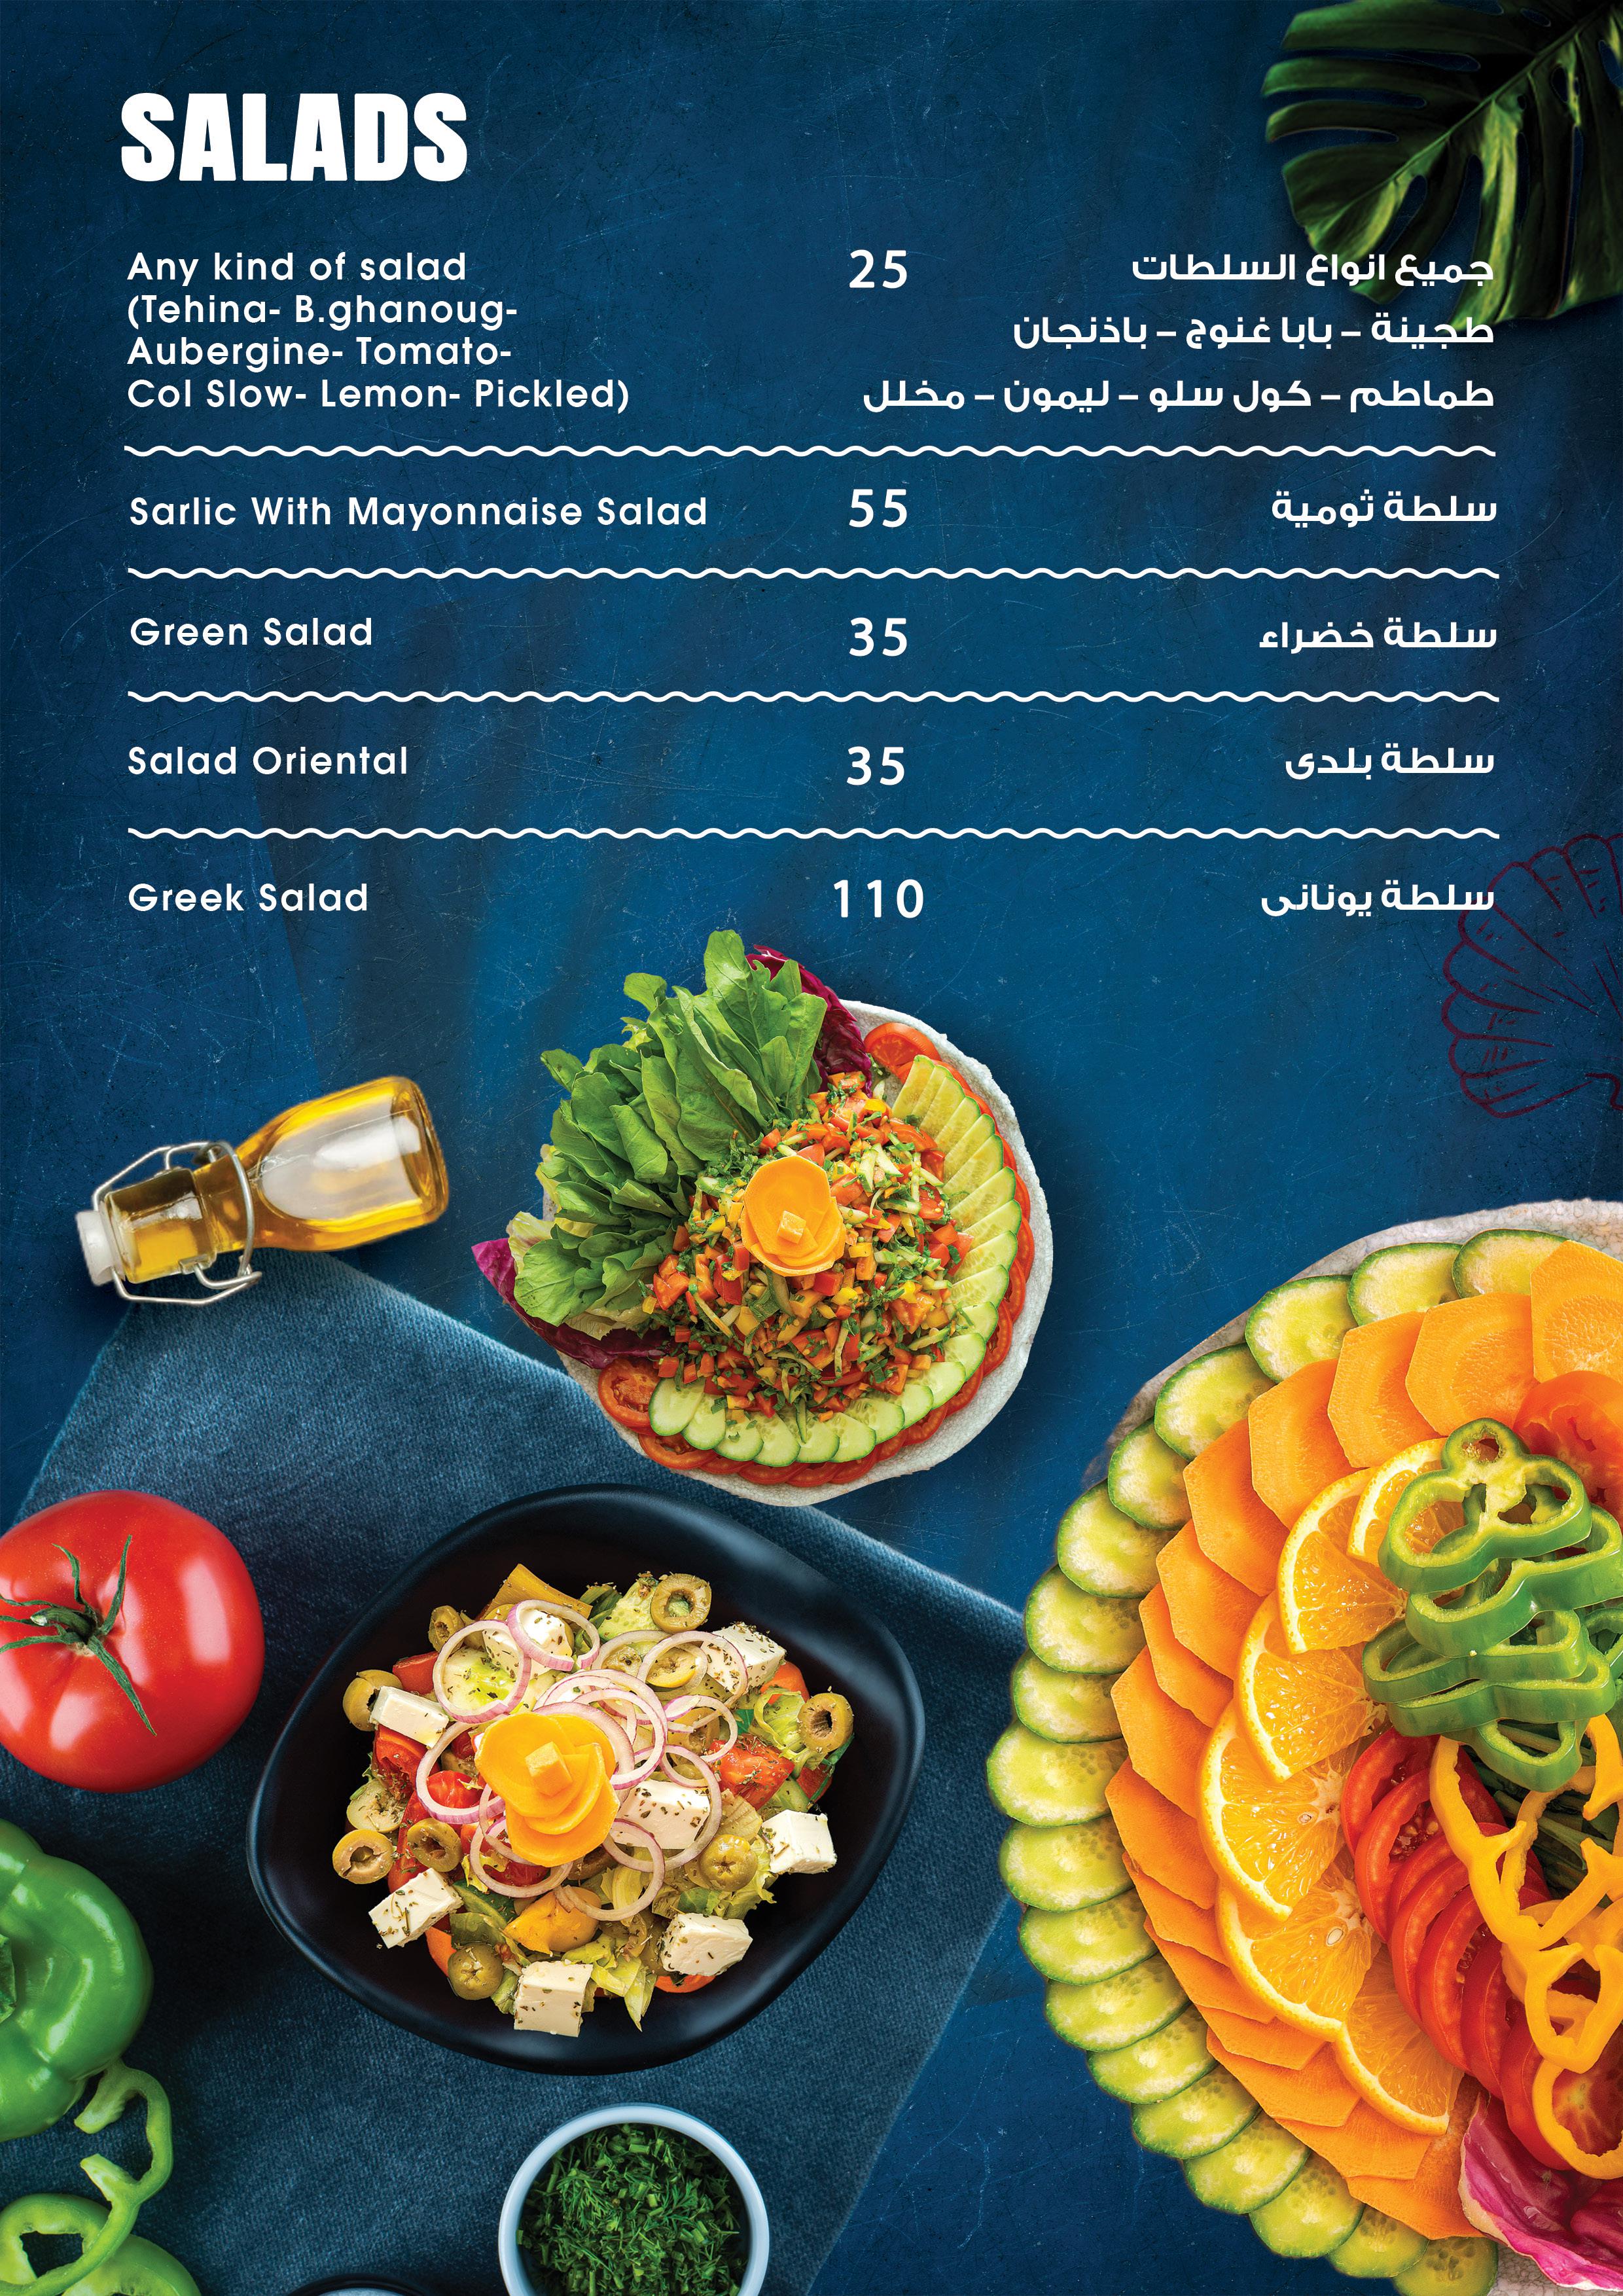 SALADS
Any kind of salad
(Tehina- B.ghanoug-
Aubergine- Tomato-
Col Slow- Lemon- Pickled)
25
جميع انواع السلطات
طحينة - بابا غنوج - باذنجان
طماطم - كول سلو - ليمون - مخلل
Sarlic With Mayonnaise Salad 55 سلطة ثومية
Green Salad 35 سلطة خضراء
Salad Oriental 35 سلطة بلدى
Greek Salad 110 سلطة يونانى